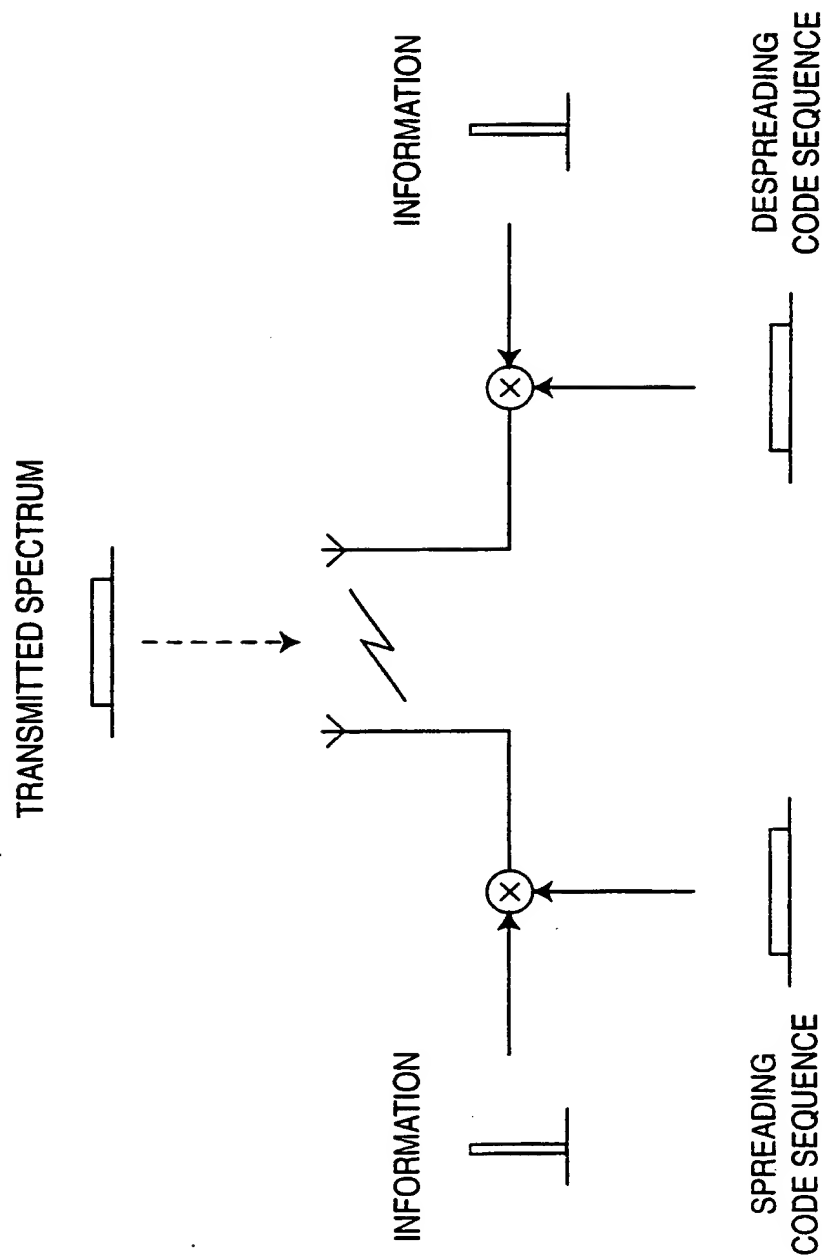 TRANSMITTED SPECTRUM
INFORMATION
INFORMATION
SPREADING
CODE SEQUENCE
DESPREADING
CODE SEQUENCE